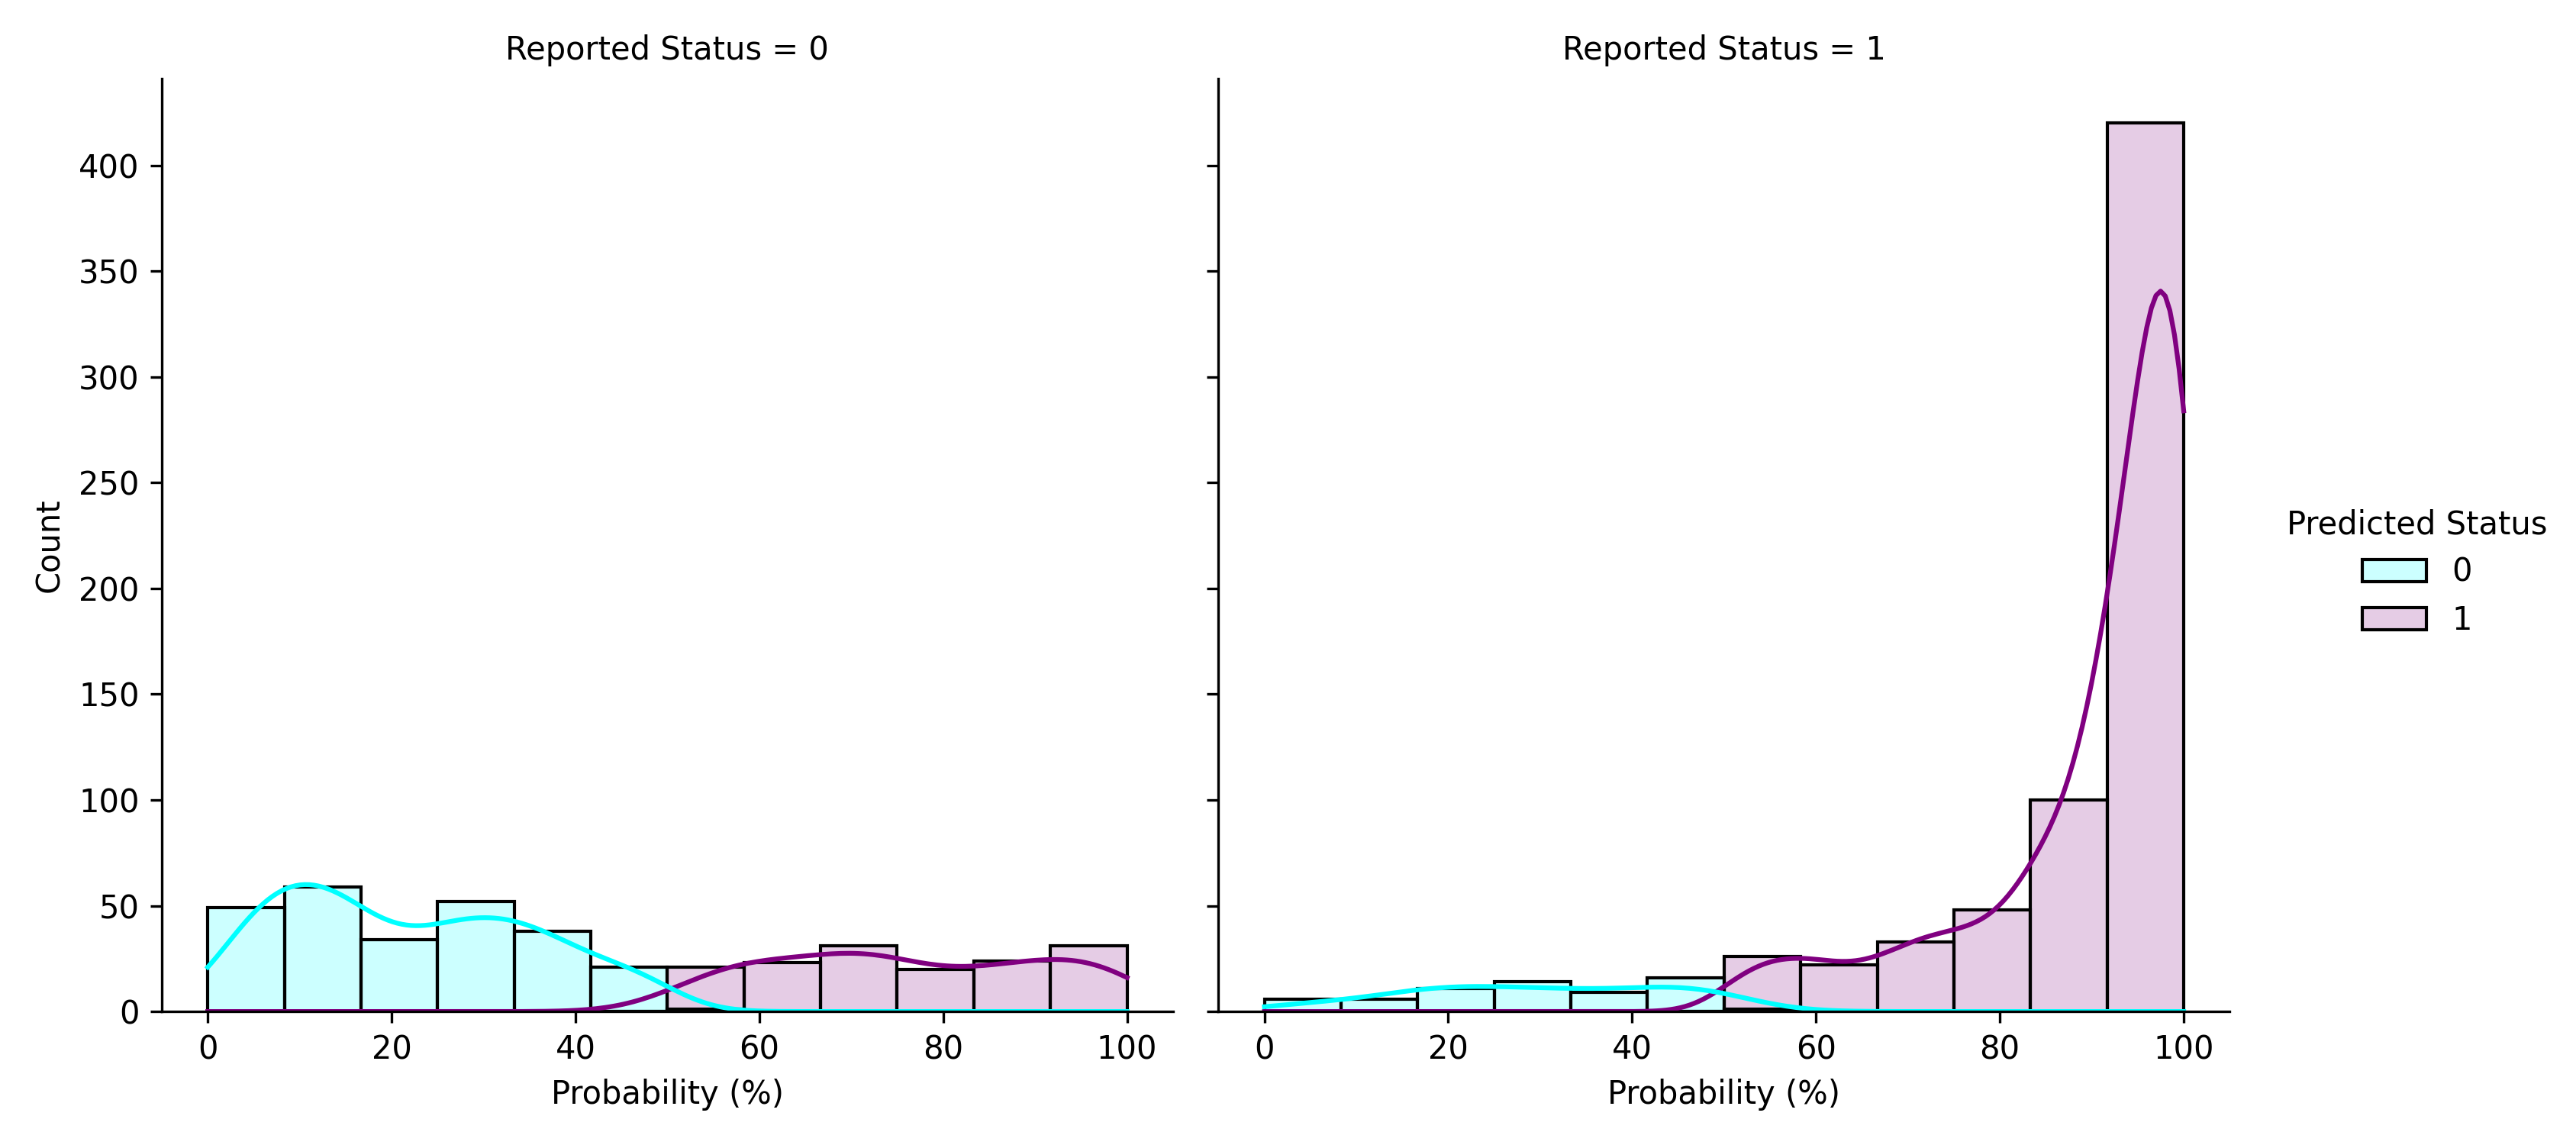 Reported Status = 0
Reported Status = 1
Count
400
350
300
250
200
150
100
50
0
0 20 40 60 80 100
0 20 40 60 80 100
Probability (%)
Probability (%)
Predicted Status
0
1